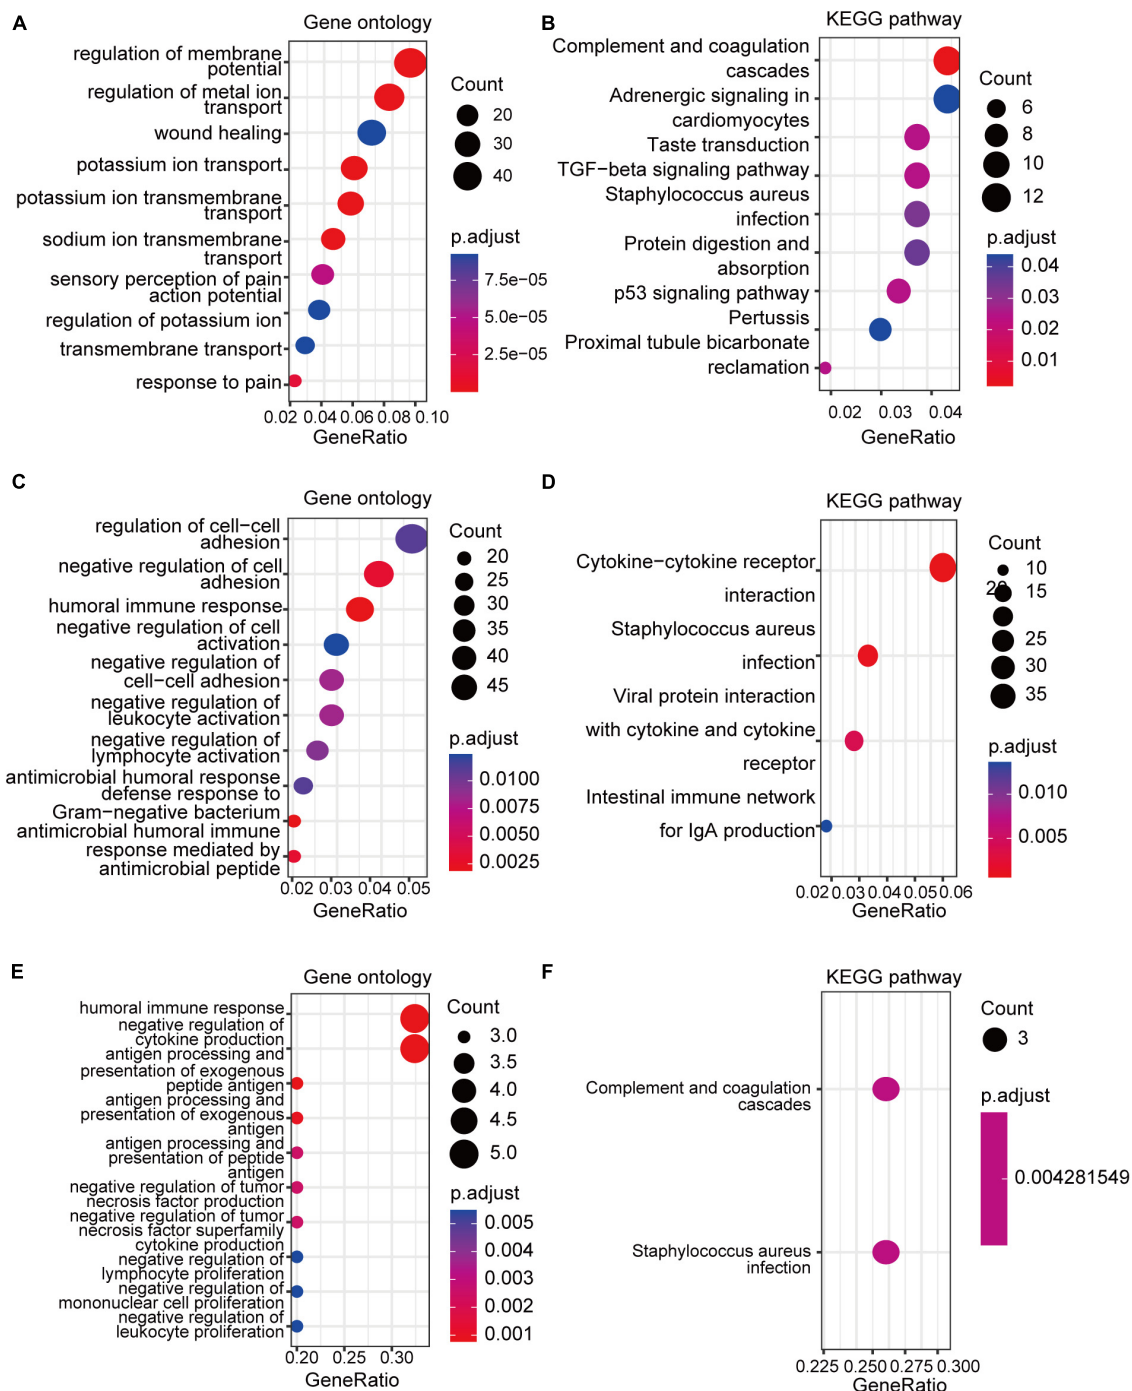 A
Gene ontology
regulation of membrane
potential
regulation of metal ion
transport
wound healing
potassium ion transport
potassium ion transmembrane
transport
sodium ion transmembrane
transport
sensory perception of pain
action potential
regulation of potassium ion
transmembrane transport
response to pain
0.02 0.04 0.06 0.08 0.10
GeneRatio
Count
20
30
40
p.adjust
7.5e−05
5.0e−05
2.5e−05
B
KEGG pathway
Complement and coagulation
cascades
Adrenergic signaling in
cardiomyocytes
Taste transduction
TGF−beta signaling pathway
Staphylococcus aureus
infection
Protein digestion and
absorption
p53 signaling pathway
Pertussis
Proximal tubule bicarbonate
reclamation
0.02 0.03 0.04
GeneRatio
Count
6
8
10
12
p.adjust
0.04
0.03
0.02
0.01
C
Gene ontology
regulation of cell−cell
adhesion
negative regulation of cell
adhesion
humoral immune response
negative regulation of cell
activation
negative regulation of
cell−cell adhesion
negative regulation of
leukocyte activation
negative regulation of
lymphocyte activation
antimicrobial humoral response
defense response to
Gram−negative bacterium
antimicrobial humoral immune
response mediated by
antimicrobial peptide
0.02 0.03 0.04 0.05
GeneRatio
Count
20
25
30
35
40
45
p.adjust
0.0100
0.0075
0.0050
0.0025
D
KEGG pathway
Cytokine−cytokine receptor
interaction
Staphylococcus aureus
infection
Viral protein interaction
with cytokine and cytokine
receptor
Intestinal immune network
for IgA production
0.02 0.03 0.04 0.05 0.06
GeneRatio
Count
10
15
20
25
30
35
p.adjust
0.010
0.005
E
Gene ontology
humoral immune response
negative regulation of
cytokine production
antigen processing and
presentation of exogenous
peptide antigen
antigen processing and
presentation of exogenous
antigen
antigen processing and
presentation of peptide
antigen
negative regulation of tumor
necrosis factor production
negative regulation of tumor
necrosis factor superfamily
cytokine production
negative regulation of
lymphocyte proliferation
negative regulation of
mononuclear cell proliferation
negative regulation of
leukocyte proliferation
0.20 0.25 0.30
GeneRatio
Count
3.0
3.5
4.0
4.5
5.0
p.adjust
0.005
0.004
0.003
0.002
0.001
F
KEGG pathway
Complement and coagulation
cascades
Staphylococcus aureus
infection
0.225 0.250 0.275 0.300
GeneRatio
Count
3
p.adjust
0.004281549